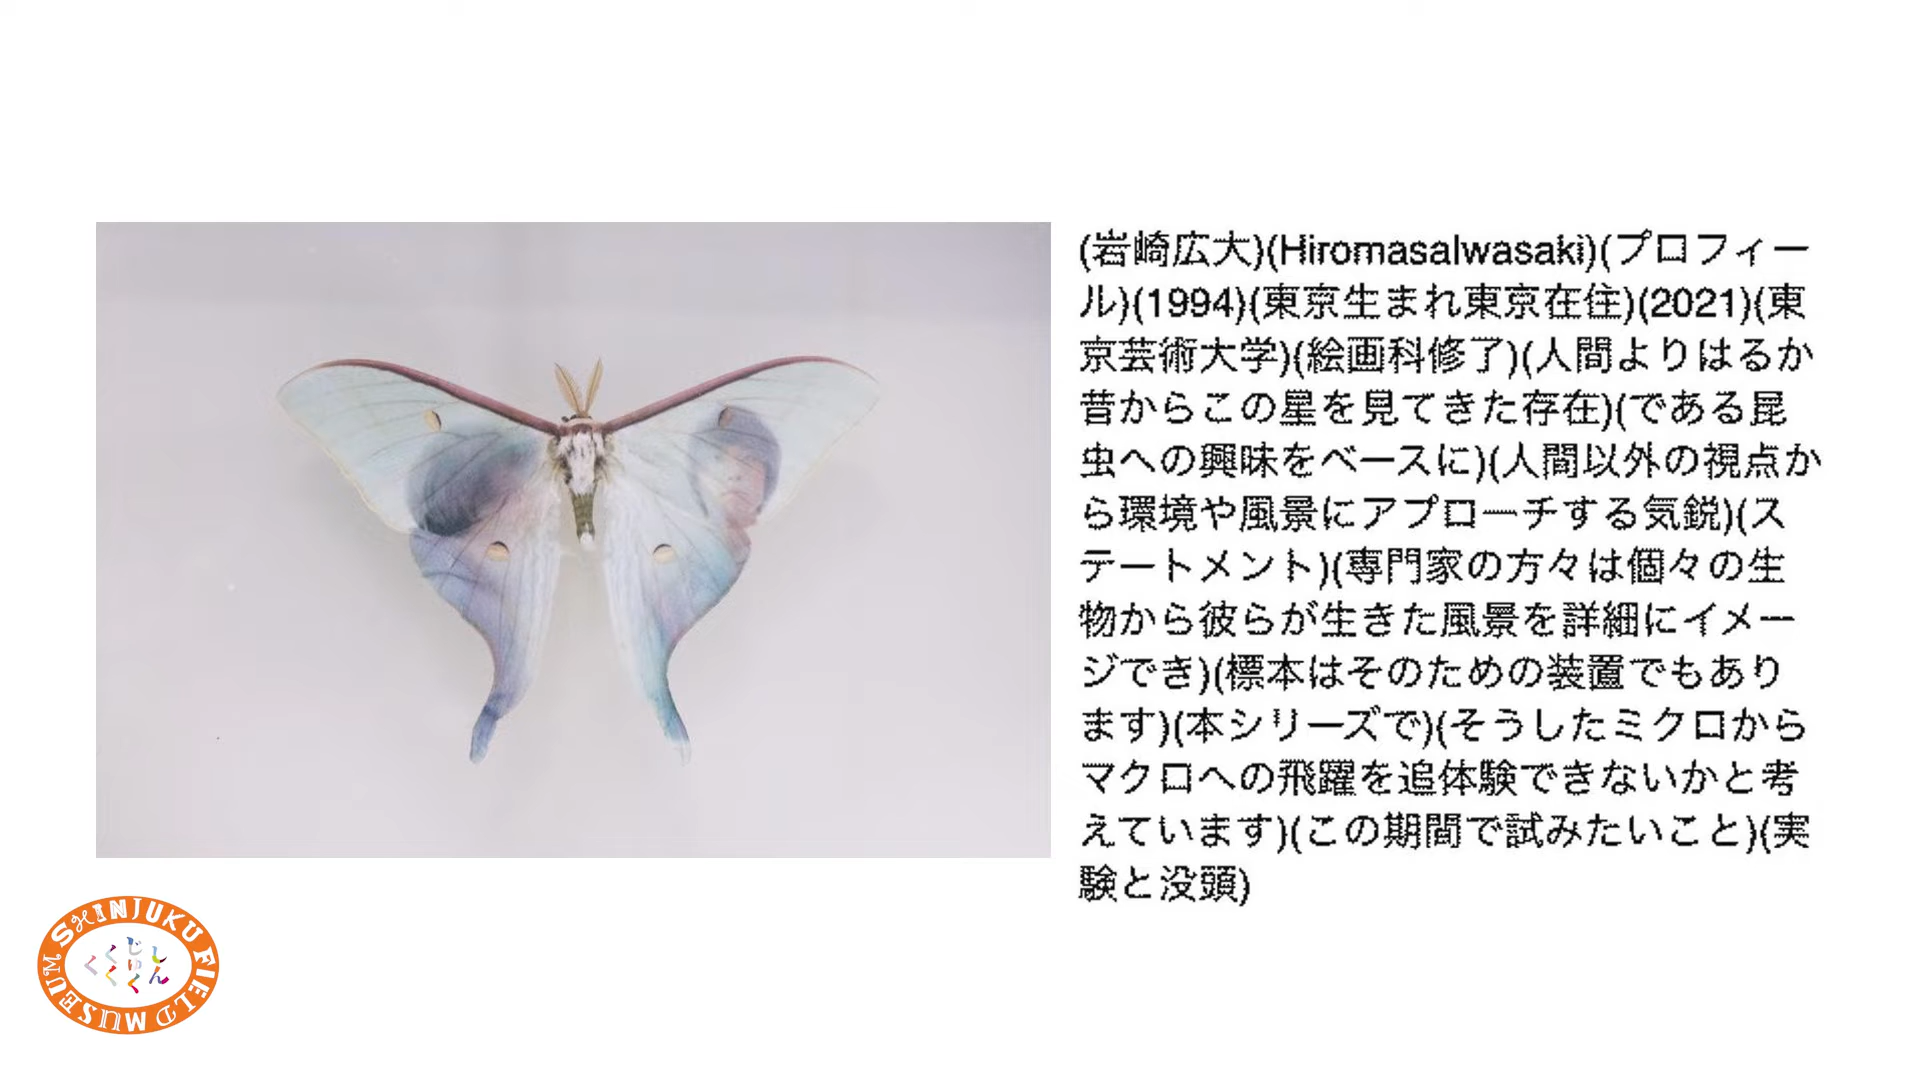 (岩崎広大)(HiromasaIwasaki)(プロフィー
ル)(1994)(東京生まれ東京在住)(2021)(東
京芸術大学)(絵画科修了)(人間よりはるか
昔からこの星を見てきた存在)(である昆
虫への興味をベースに)(人間以外の視点か
ら環境や風景にアプローチする気鋭)(ス
テートメント)(専門家の方々は個々の生
物から彼らが生きた風景を詳細にイメー
ジでき)(標本はそのための装置でもあり
ます)(本シリーズで)(そうしたミクロから
マクロへの飛躍を追体験できないかと考
えています)(この期間で試みたいこと)(実
験と没頭)
SHINJUKU FIELD MUSEUM
しん
じゅく
くく
く